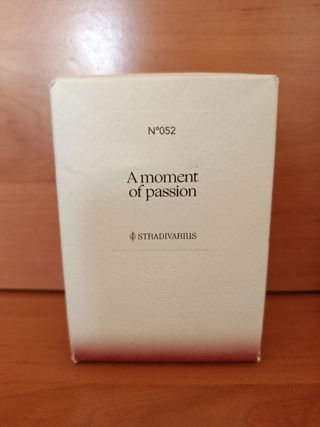 N°052
A moment
of passion
STRADIVARIUS